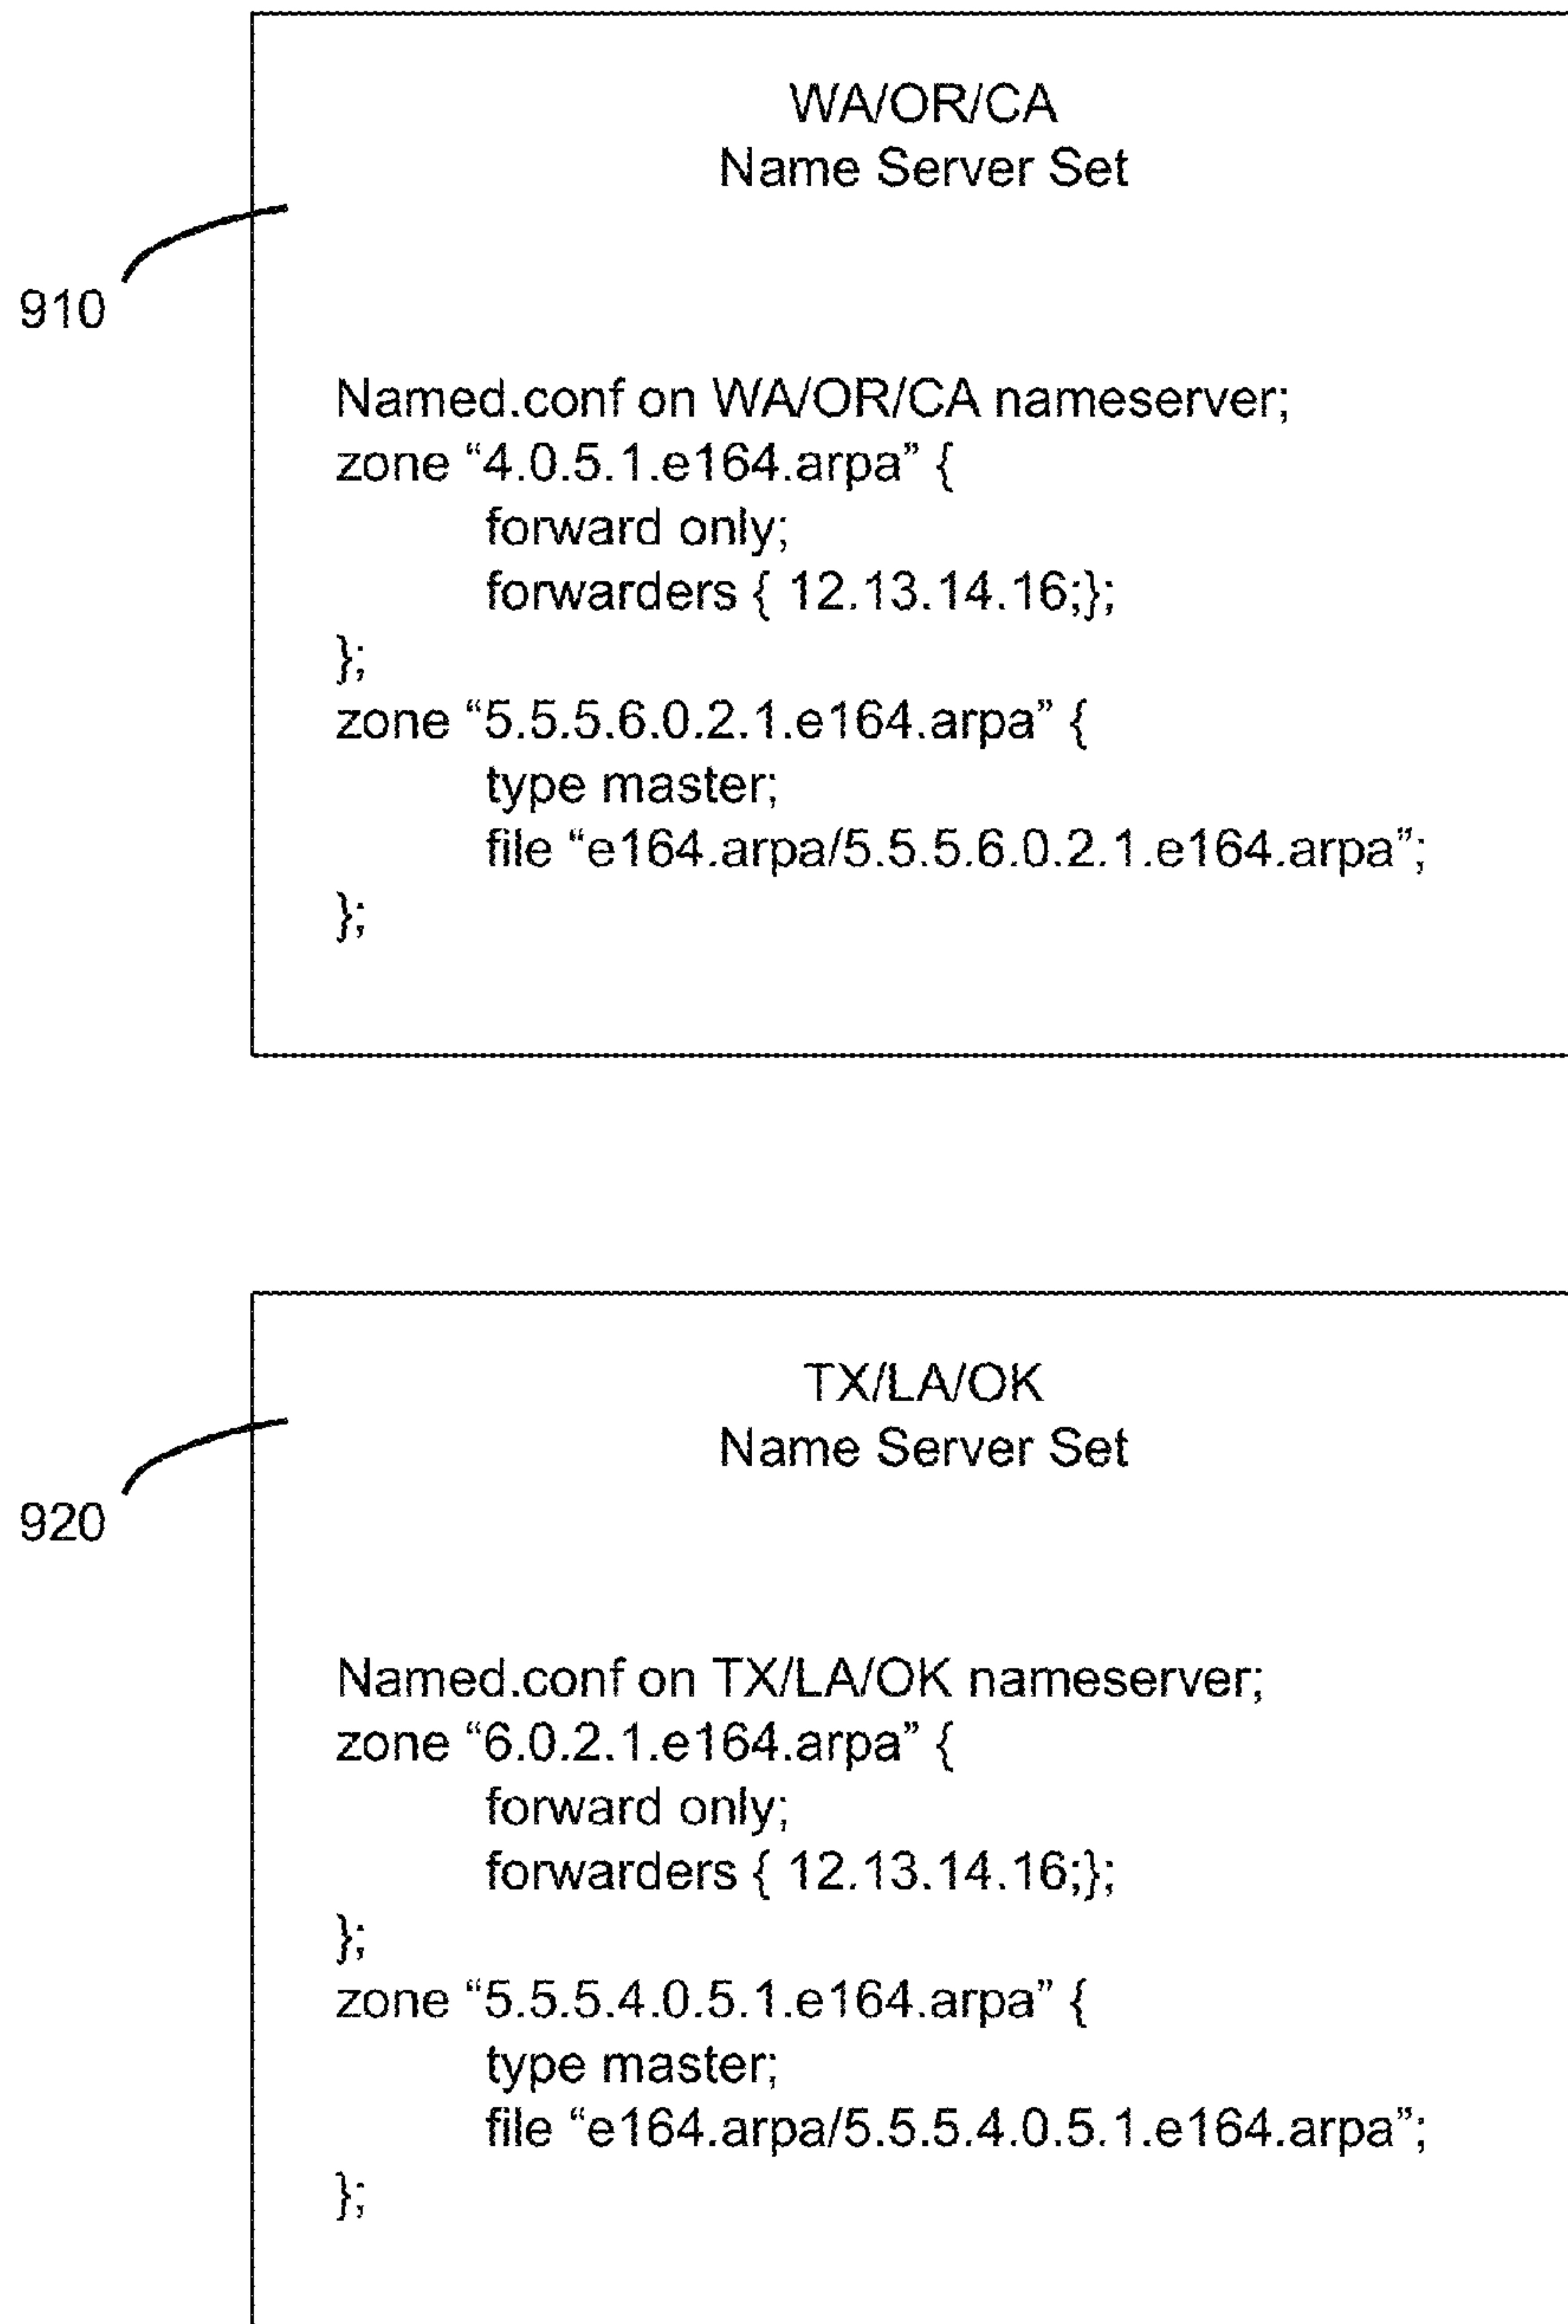 WA/OR/CA
Name Server Set
910
Named.conf on WA/OR/CA nameserver;
zone “4.0.5.1.e164.arpa” {
forward only;
forwarders { 12.13.14.16;};
};
zone “5.5.5.6.0.2.1.e164.arpa” {
type master;
file “e164.arpa/5.5.5.6.0.2.1.e164.arpa”;
};
TX/LA/OK
Name Server Set
920
Named.conf on TX/LA/OK nameserver;
zone “6.0.2.1.e164.arpa” {
forward only;
forwarders { 12.13.14.16;};
};
zone “5.5.5.4.0.5.1.e164.arpa” {
type master;
file “e164.arpa/5.5.5.4.0.5.1.e164.arpa”;
};